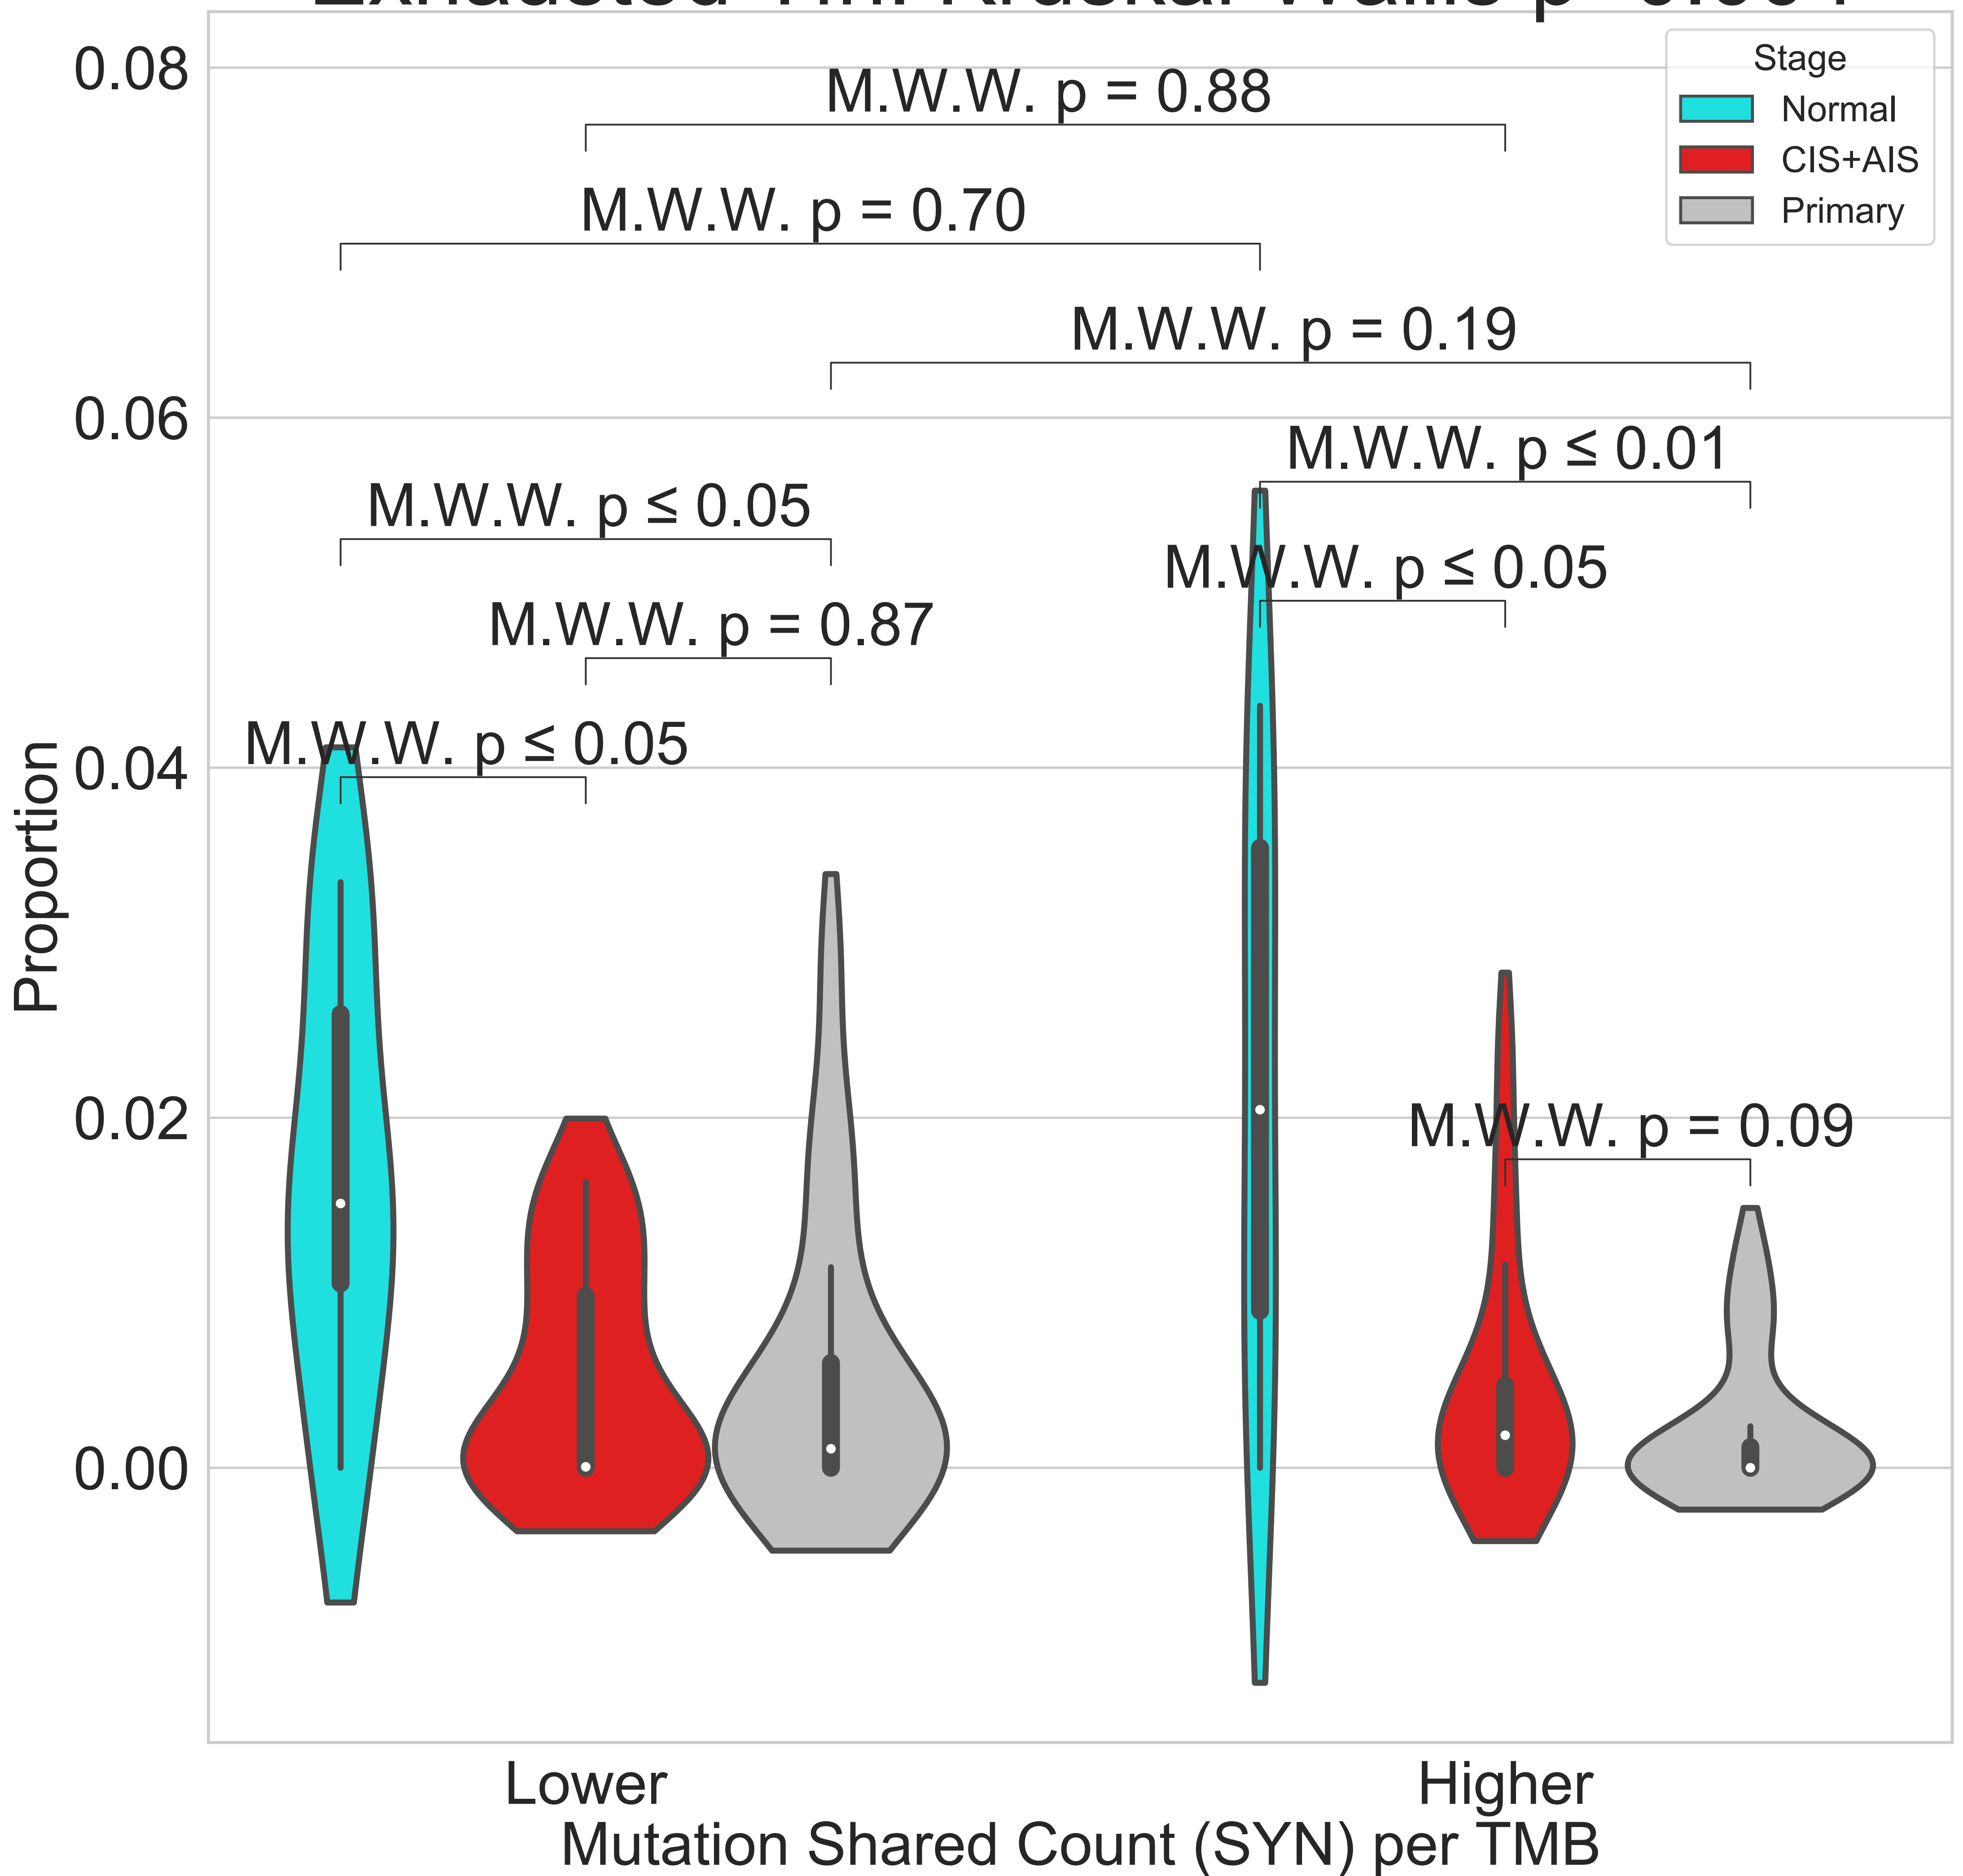 0.08
0.06
0.04
0.02
0.00
Proportion
Stage
Normal
CIS+AIS
Primary
M.W.W. p = 0.88
M.W.W. p = 0.70
M.W.W. p = 0.19
M.W.W. p ≤ 0.01
M.W.W. p ≤ 0.05
M.W.W. p ≤ 0.05
M.W.W. p = 0.87
M.W.W. p ≤ 0.05
M.W.W. p = 0.09
Lower
Higher
Mutation Shared Count (SYN) per TMB